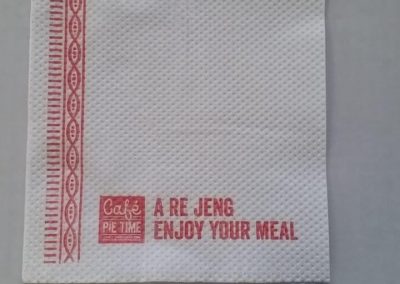 Café
PIE TIME
A RE JENG
ENJOY YOUR MEAL